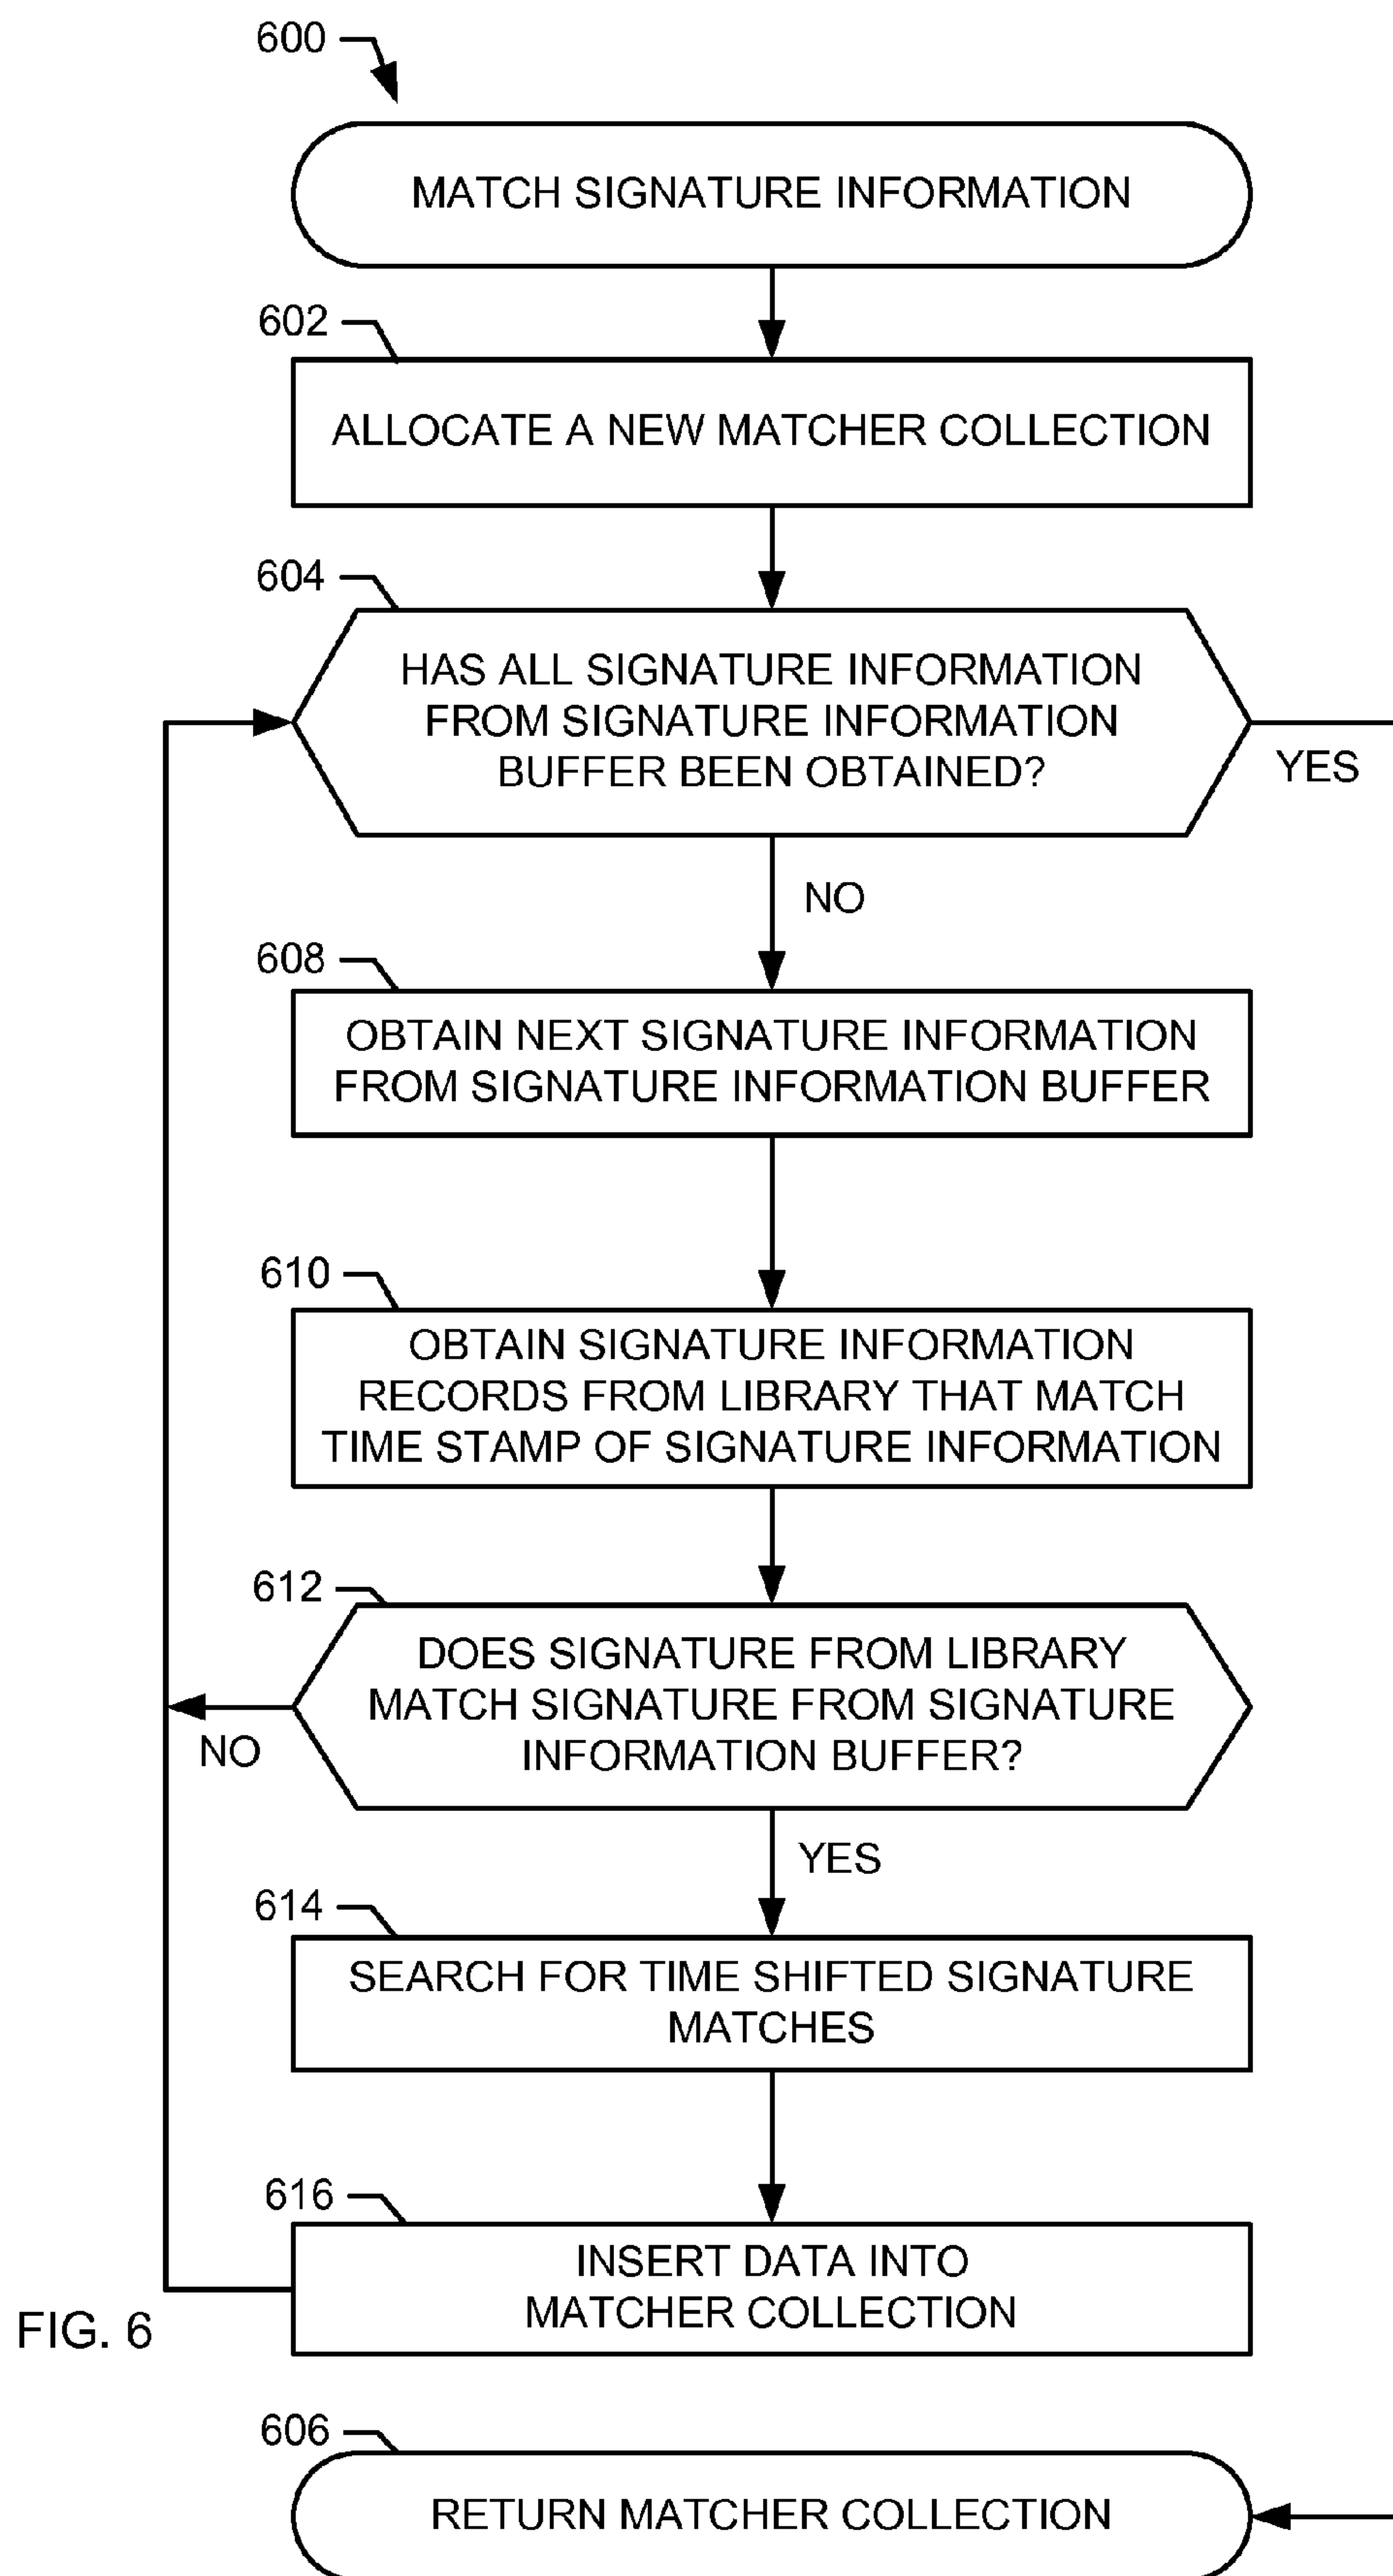 600
MATCH SIGNATURE INFORMATION
602
ALLOCATE A NEW MATCHER COLLECTION
604
HAS ALL SIGNATURE INFORMATION
FROM SIGNATURE INFORMATION
BUFFER BEEN OBTAINED?
YES
NO
608
OBTAIN NEXT SIGNATURE INFORMATION
FROM SIGNATURE INFORMATION BUFFER
610
OBTAIN SIGNATURE INFORMATION
RECORDS FROM LIBRARY THAT MATCH
TIME STAMP OF SIGNATURE INFORMATION
612
DOES SIGNATURE FROM LIBRARY
MATCH SIGNATURE FROM SIGNATURE
INFORMATION BUFFER?
NO
YES
614
SEARCH FOR TIME SHIFTED SIGNATURE
MATCHES
616
INSERT DATA INTO
MATCHER COLLECTION
FIG. 6
606
RETURN MATCHER COLLECTION